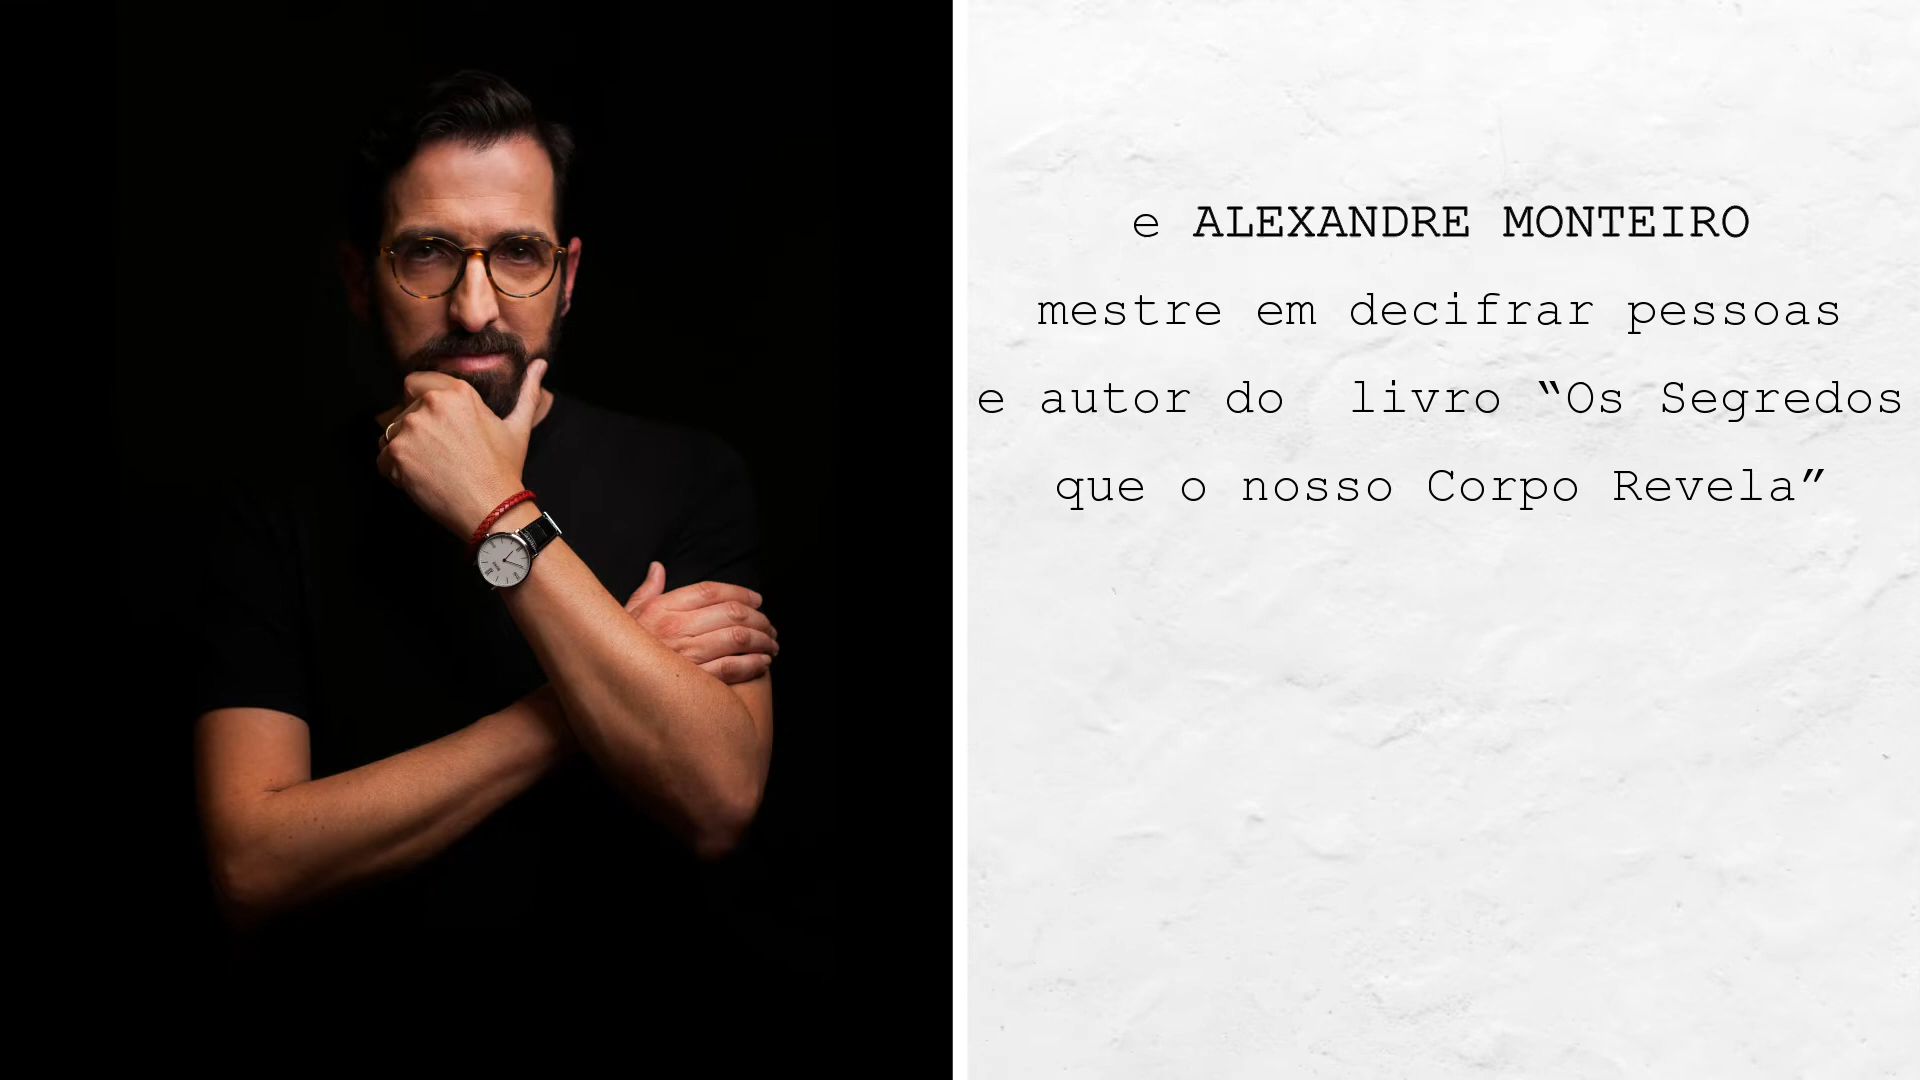 e ALEXANDRE MONTEIRO
mestre em decifrar pessoas
e autor do  livro “Os Segredos
que o nosso Corpo Revela”